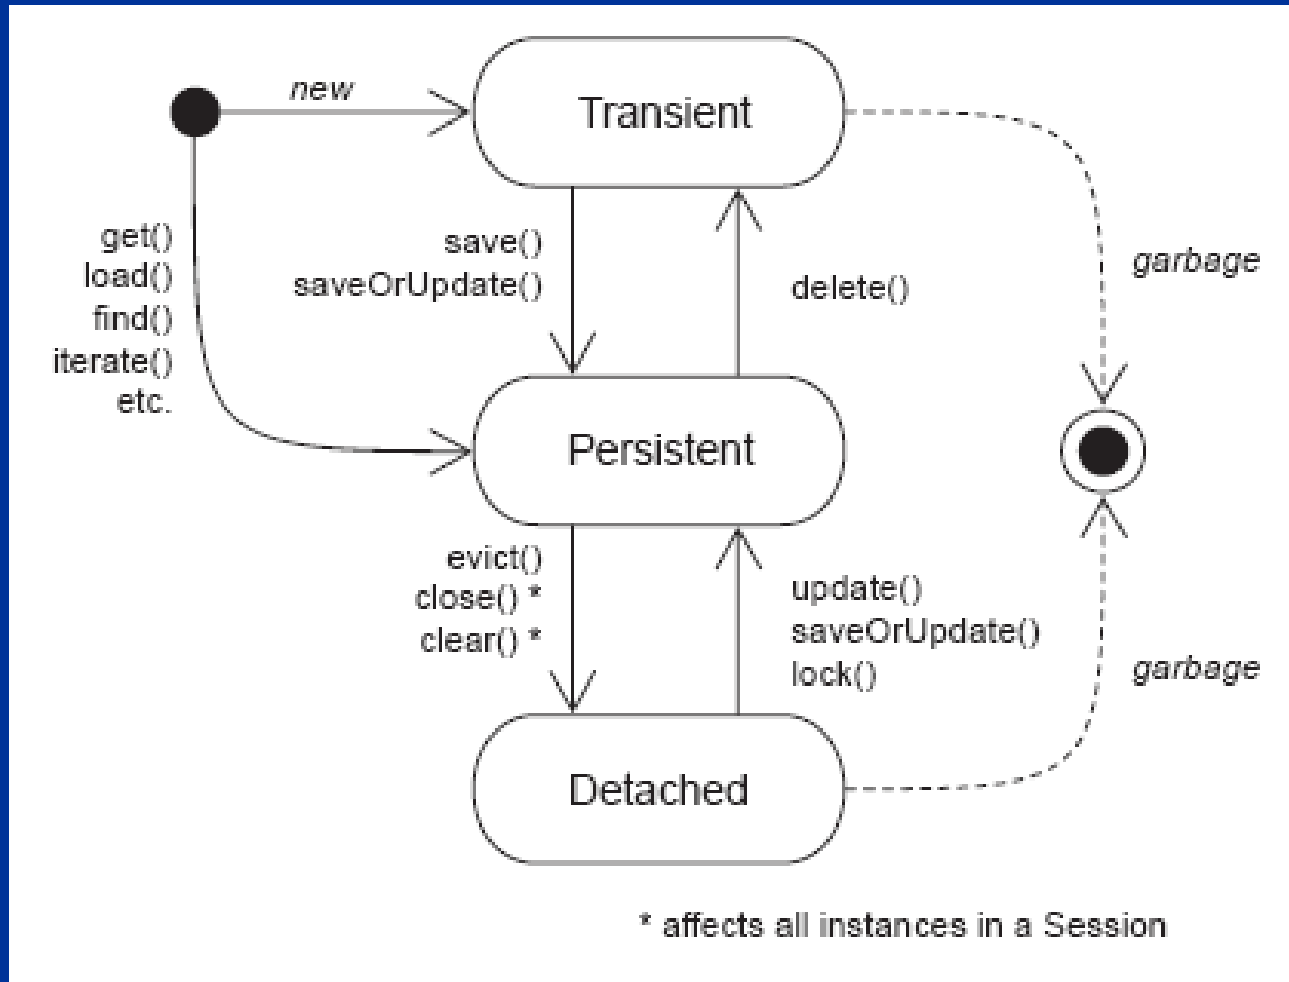 new
Transient
get()
load()
find()
iterate()
etc.
save()
saveOrUpdate()
delete()
garbage
Persistent
evict()
close() *
clear() *
update()
saveOrUpdate()
lock()
garbage
Detached
* affects all instances in a Session